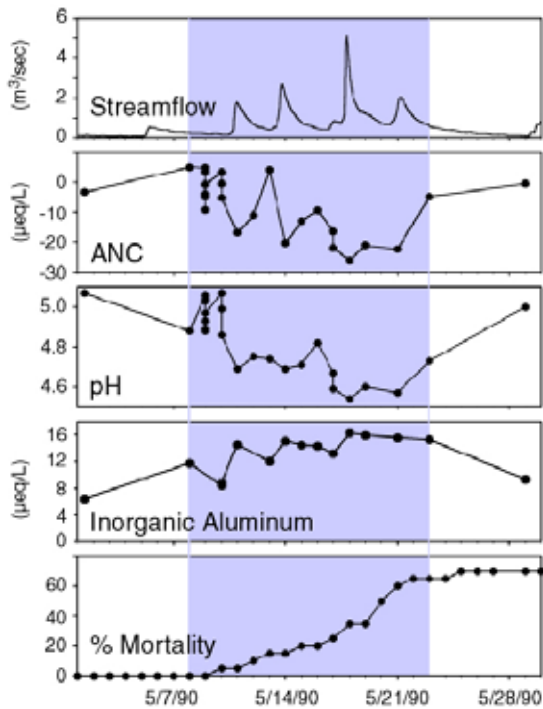 6
4
2
0
(m³/sec)
Streamflow
0
-10
-20
-30
(µeq/L)
ANC
5.0
4.8
4.6
pH
16
12
8
4
0
(µeq/L)
Inorganic Aluminum
60
40
20
0
% Mortality
5/7/90 5/14/90 5/21/90 5/28/90